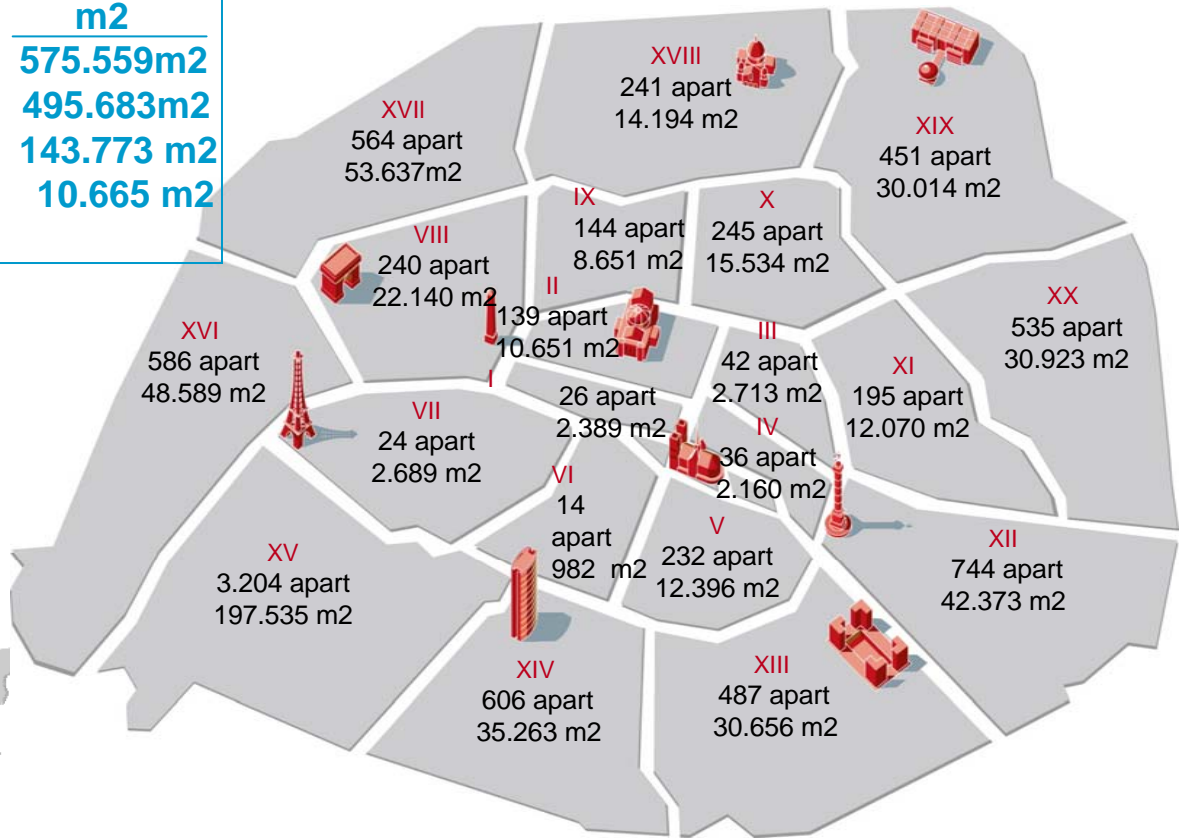 m2
575.559m2
495.683m2
143.773 m2
10.665 m2
XVIII
241 apart
14.194 m2
XVII
564 apart
53.637m2
XIX
451 apart
30.014 m2
IX
144 apart
8.651 m2
X
245 apart
15.534 m2
VIII
240 apart
22.140 m2
II
139 apart
10.651 m2
XX
535 apart
30.923 m2
XVI
586 apart
48.589 m2
III
42 apart
2.713 m2
XI
195 apart
12.070 m2
I
26 apart
2.389 m2
VII
24 apart
2.689 m2
IV
36 apart
2.160 m2
VI
14
apart
982 m2
V
232 apart
12.396 m2
XV
3.204 apart
197.535 m2
XII
744 apart
42.373 m2
XIV
606 apart
35.263 m2
XIII
487 apart
30.656 m2